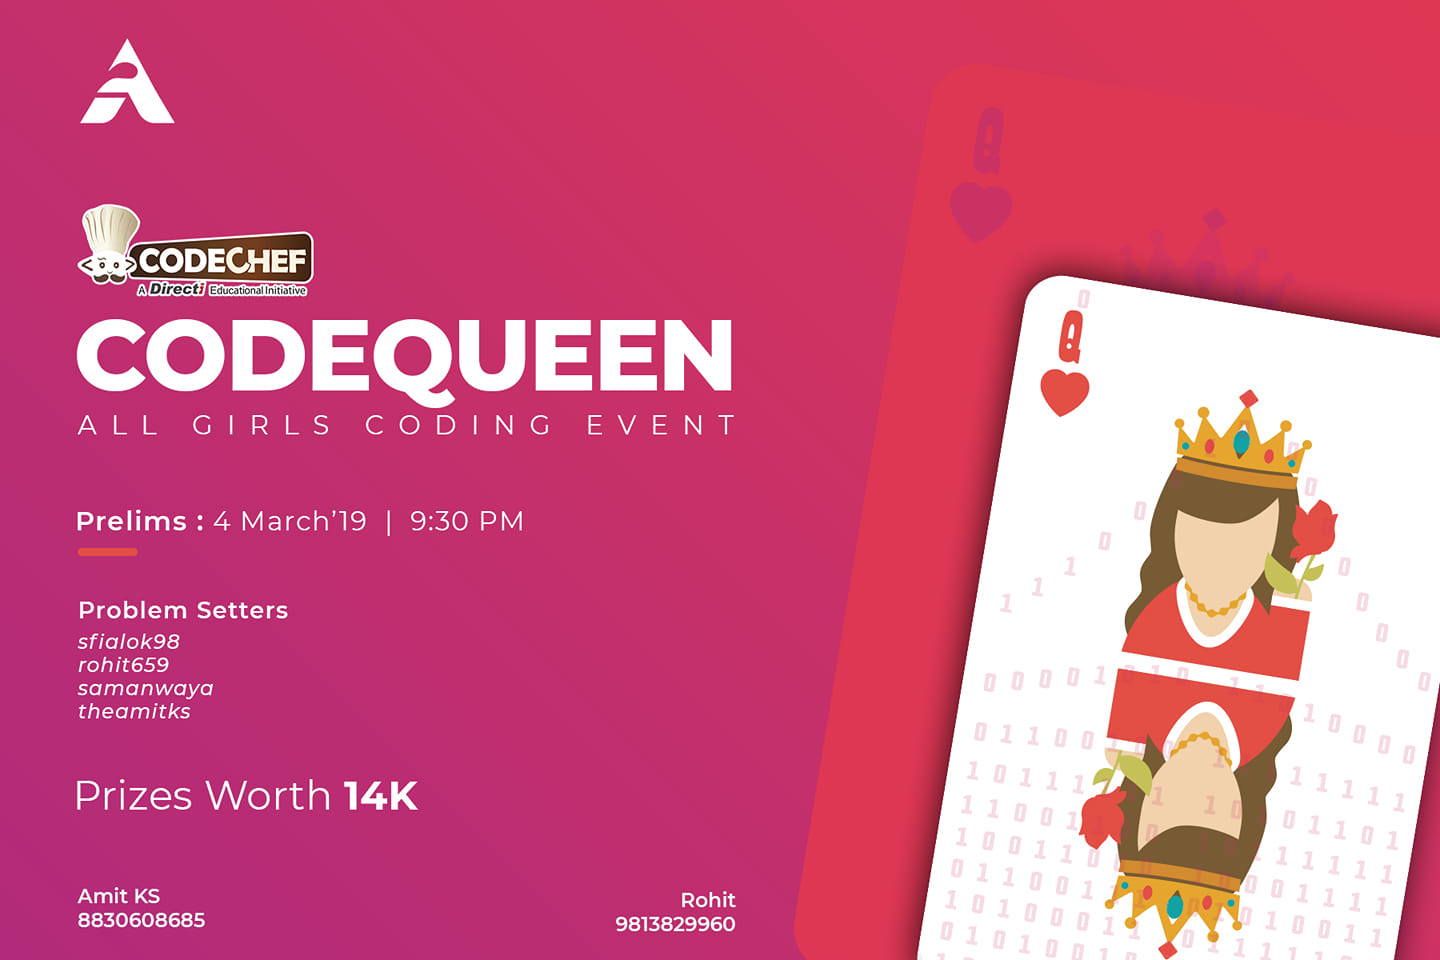 CODECHEF
A Directi Educational Initiative
CODEQUEEN
ALL GIRLS CODING EVENT
Prelims : 4 March'19 | 9:30 PM
Problem Setters
sfialok98
rohit659
samanwaya
theamitks
Prizes Worth 14K
Amit KS
8830608685
Rohit
9813829960
Q
Q